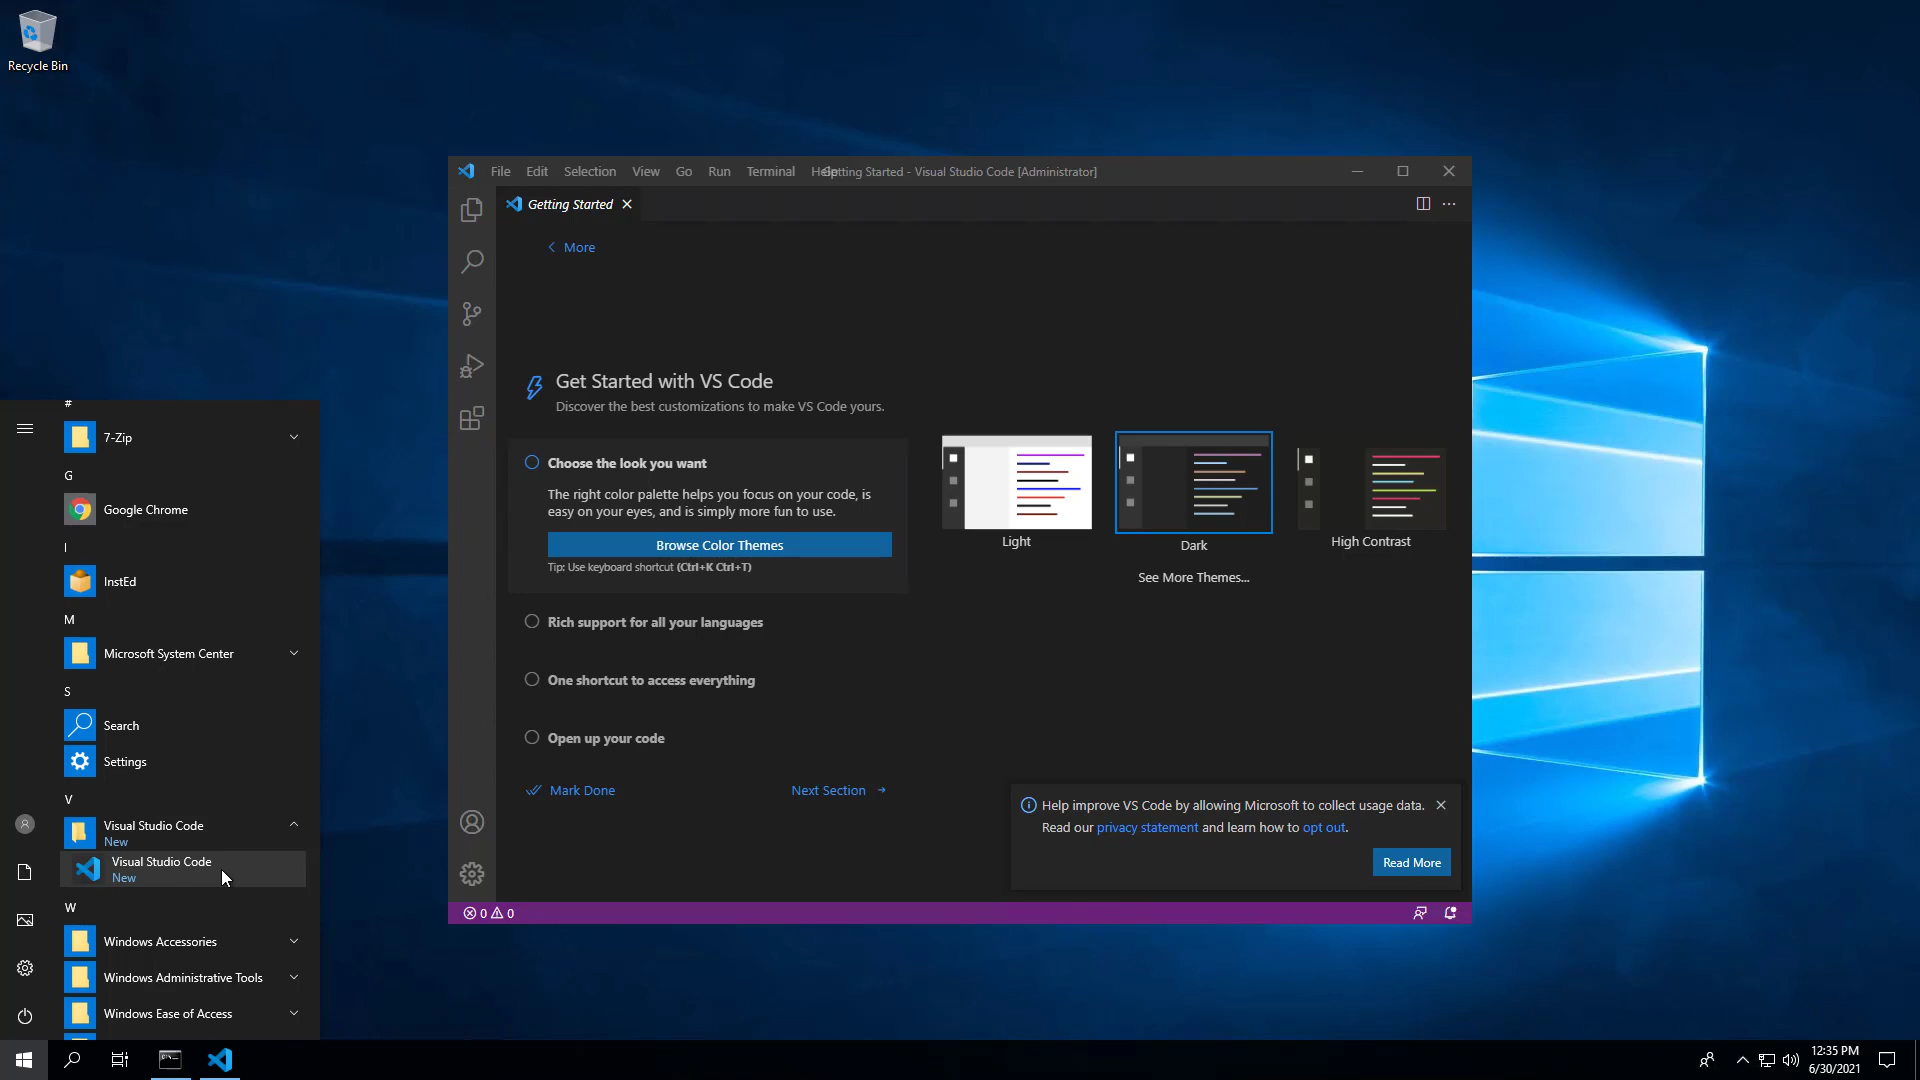 Recycle Bin
File Edit Selection View Go Run Terminal Help
Getting Started - Visual Studio Code [Administrator]
Getting Started
More
Get Started with VS Code
Discover the best customizations to make VS Code yours.
Choose the look you want
The right color palette helps you focus on your code, is
easy on your eyes, and is simply more fun to use.
Browse Color Themes
Tip: Use keyboard shortcut (Ctrl+K Ctrl+T)
Light
Dark
High Contrast
See More Themes...
Rich support for all your languages
One shortcut to access everything
Open up your code
Mark Done
Next Section
Help improve VS Code by allowing Microsoft to collect usage data.
Read our privacy statement and learn how to opt out.
Read More
0 0
#
7-Zip
G
Google Chrome
I
InstEd
M
Microsoft System Center
S
Search
Settings
V
Visual Studio Code
New
Visual Studio Code
New
W
Windows Accessories
Windows Administrative Tools
Windows Ease of Access
12:35 PM
6/30/2021